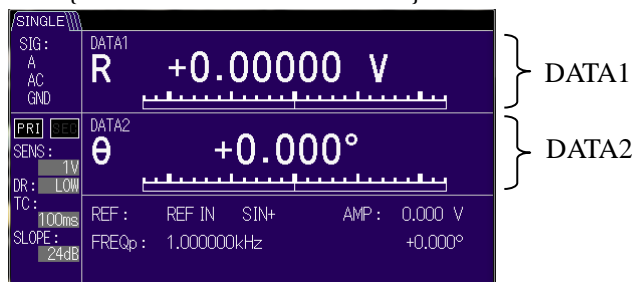 SINGLE
SIG:
A
AC
GND
DATA1
R +0.00000 V
DATA1
PRI SEC
SENS:
1V
DR: LOW
TC:
100ms
SLOPE:
24dB
DATA2
θ +0.000°
DATA2
REF: REF IN SIN+ AMP: 0.000 V
FREQp: 1.000000kHz +0.000°